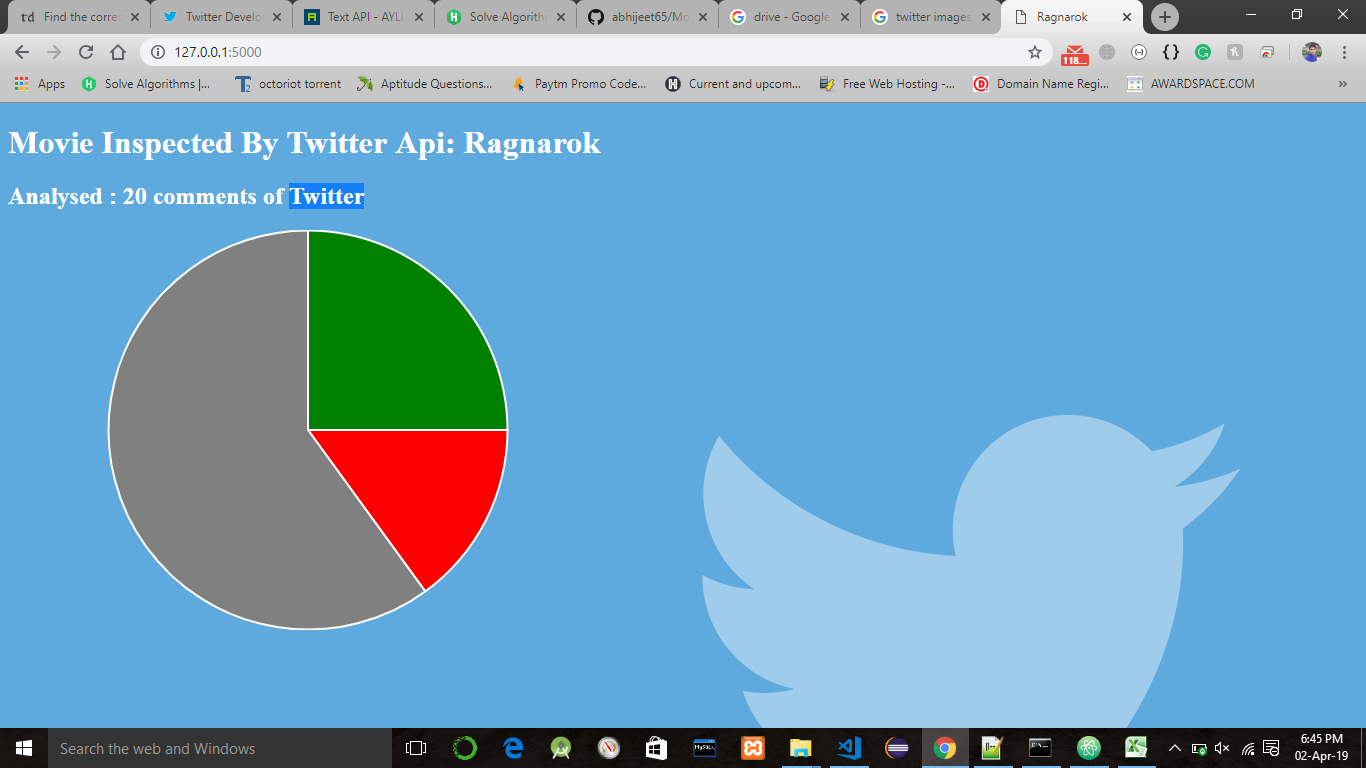 td Find the correc
Twitter Develo
Text API - AYLI
Solve Algorith
abhijeet65/Mo
drive - Google
twitter images
Ragnarok
127.0.0.1:5000
118...
Apps
Solve Algorithms |...
octoriot torrent
Aptitude Questions...
Paytm Promo Code...
Current and upcom...
Free Web Hosting -...
Domain Name Regi...
AWARDSPACE.COM
»
Movie Inspected By Twitter Api: Ragnarok
Analysed : 20 comments of Twitter
Search the web and Windows
MySQL
6:45 PM
02-Apr-19